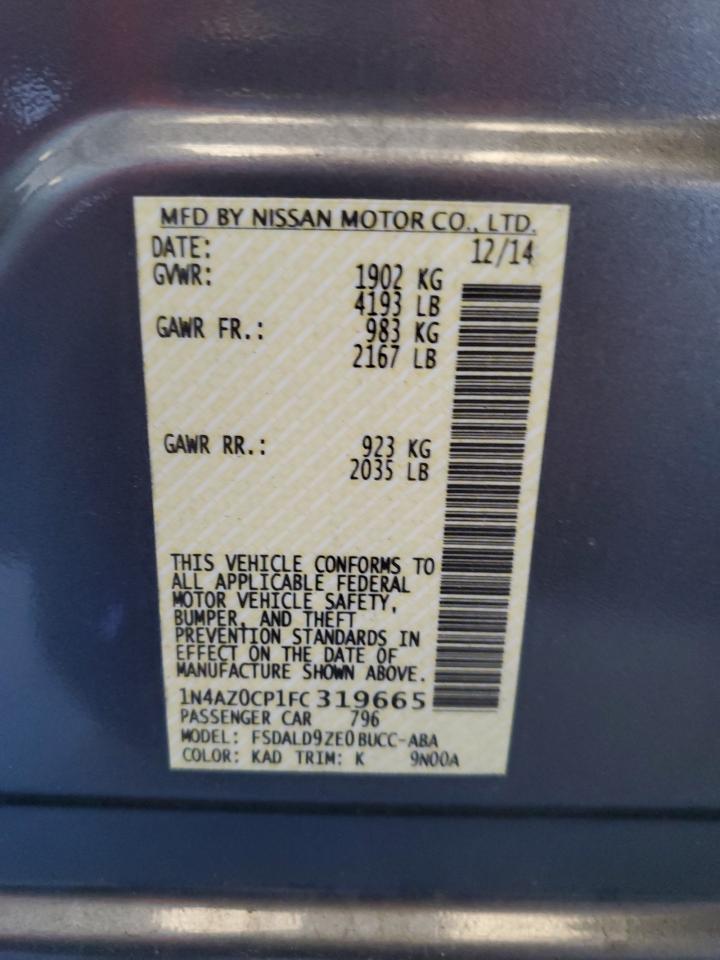 MFD BY NISSAN MOTOR CO., LTD.
DATE: 12/14
GVWR: 1902 KG
4193 LB
GAWR FR.: 983 KG
2167 LB
GAWR RR.: 923 KG
2035 LB
THIS VEHICLE CONFORMS TO
ALL APPLICABLE FEDERAL
MOTOR VEHICLE SAFETY,
BUMPER, AND THEFT
PREVENTION STANDARDS IN
EFFECT ON THE DATE OF
MANUFACTURE SHOWN ABOVE.
1N4AZ0CP1FC319665
PASSENGER CAR 796
MODEL: FSDALD9ZE0BUCC-ABA
COLOR: KAD TRIM: K 9N00A